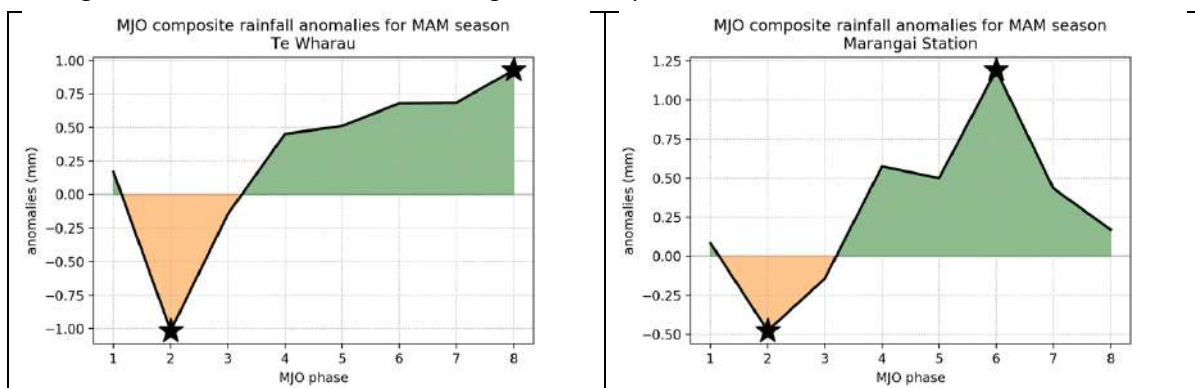 MJO composite rainfall anomalies for MAM season
Te Wharau
1.00
0.75
0.50
0.25
0.00
−0.25
−0.50
−0.75
−1.00
anomalies (mm)
1 2 3 4 5 6 7 8
MJO phase
MJO composite rainfall anomalies for MAM season
Marangai Station
1.25
1.00
0.75
0.50
0.25
0.00
−0.25
−0.50
anomalies (mm)
1 2 3 4 5 6 7 8
MJO phase